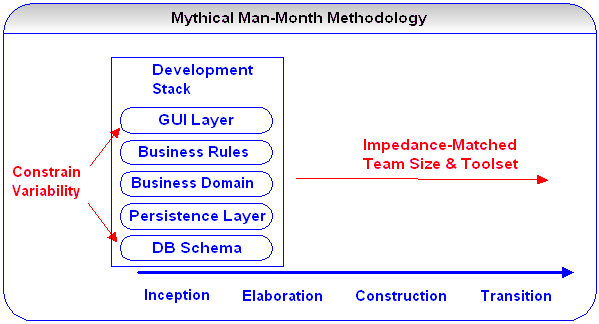 Mythical Man-Month Methodology
Development
Stack
GUI Layer
Business Rules
Business Domain
Persistence Layer
DB Schema
Constrain
Variability
Impedance-Matched
Team Size & Toolset
Inception
Elaboration
Construction
Transition